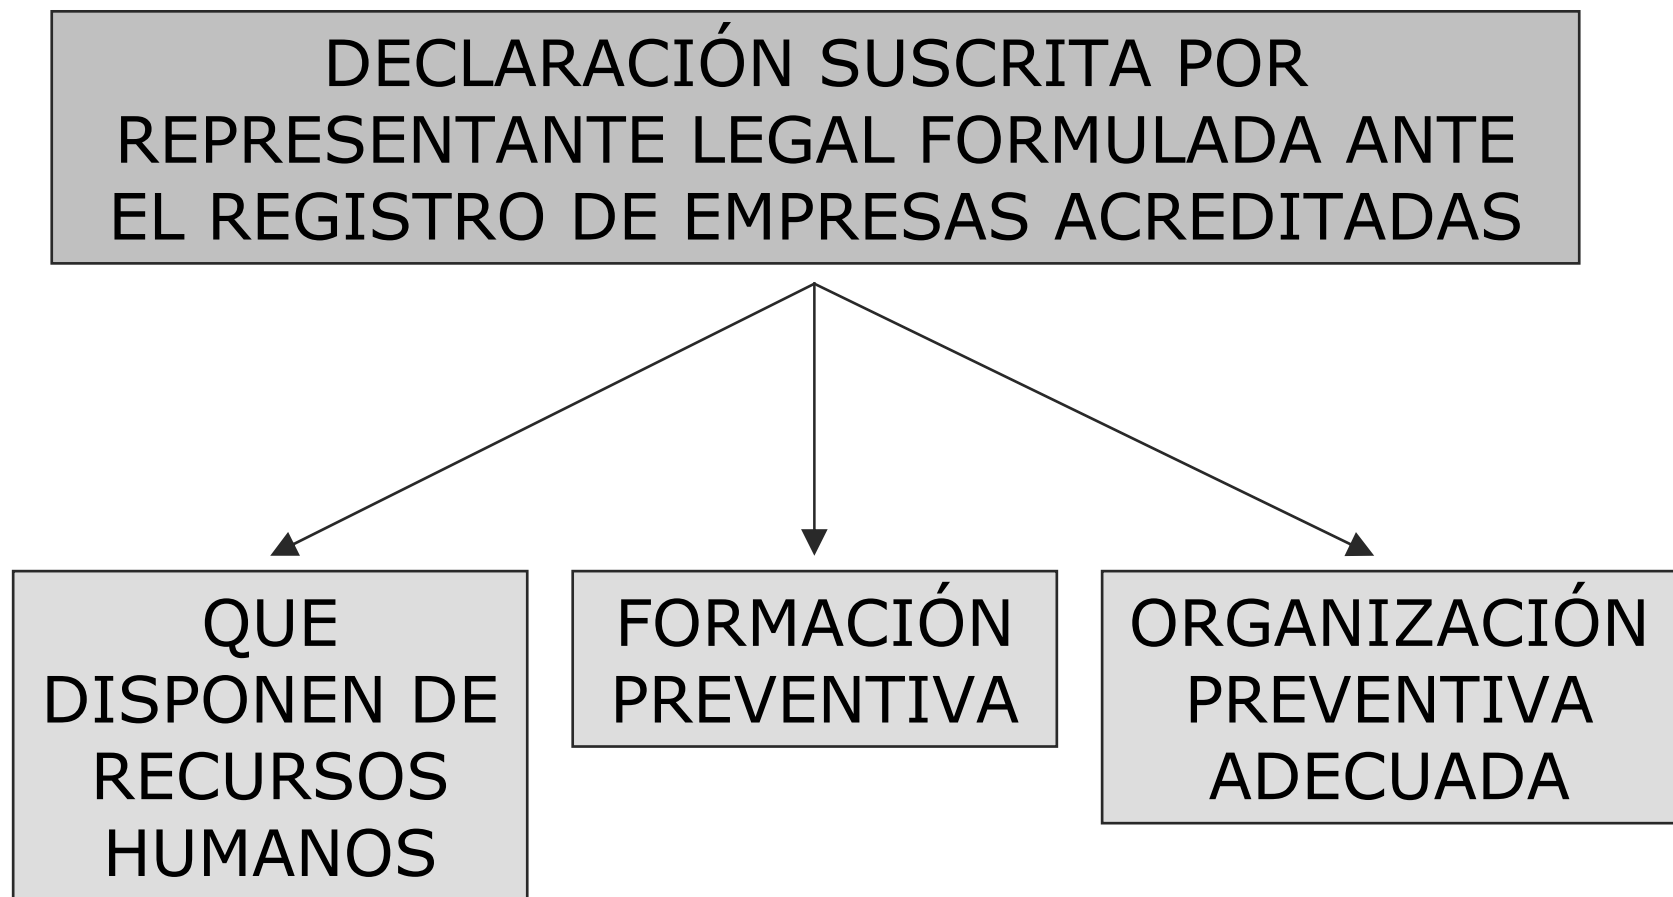 DECLARACIÓN SUSCRITA POR
REPRESENTANTE LEGAL FORMULADA ANTE
EL REGISTRO DE EMPRESAS ACREDITADAS
QUE
DISPONEN DE
RECURSOS
HUMANOS
FORMACIÓN
PREVENTIVA
ORGANIZACIÓN
PREVENTIVA
ADECUADA